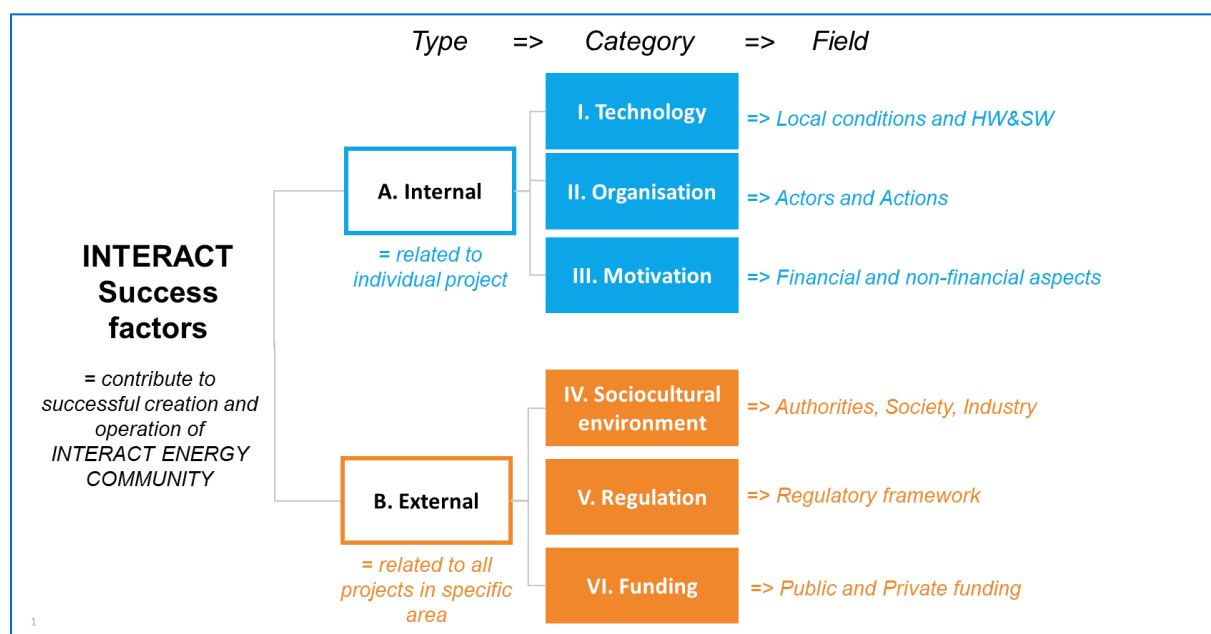 Type => Category => Field
INTERACT
Success
factors
= contribute to
successful creation and
operation of
INTERACT ENERGY
COMMUNITY
A. Internal
= related to
individual project
I. Technology
=> Local conditions and HW&SW
II. Organisation
=> Actors and Actions
III. Motivation
=> Financial and non-financial aspects
B. External
= related to all
projects in specific
area
IV. Sociocultural
environment
=> Authorities, Society, Industry
V. Regulation
=> Regulatory framework
VI. Funding
=> Public and Private funding
1